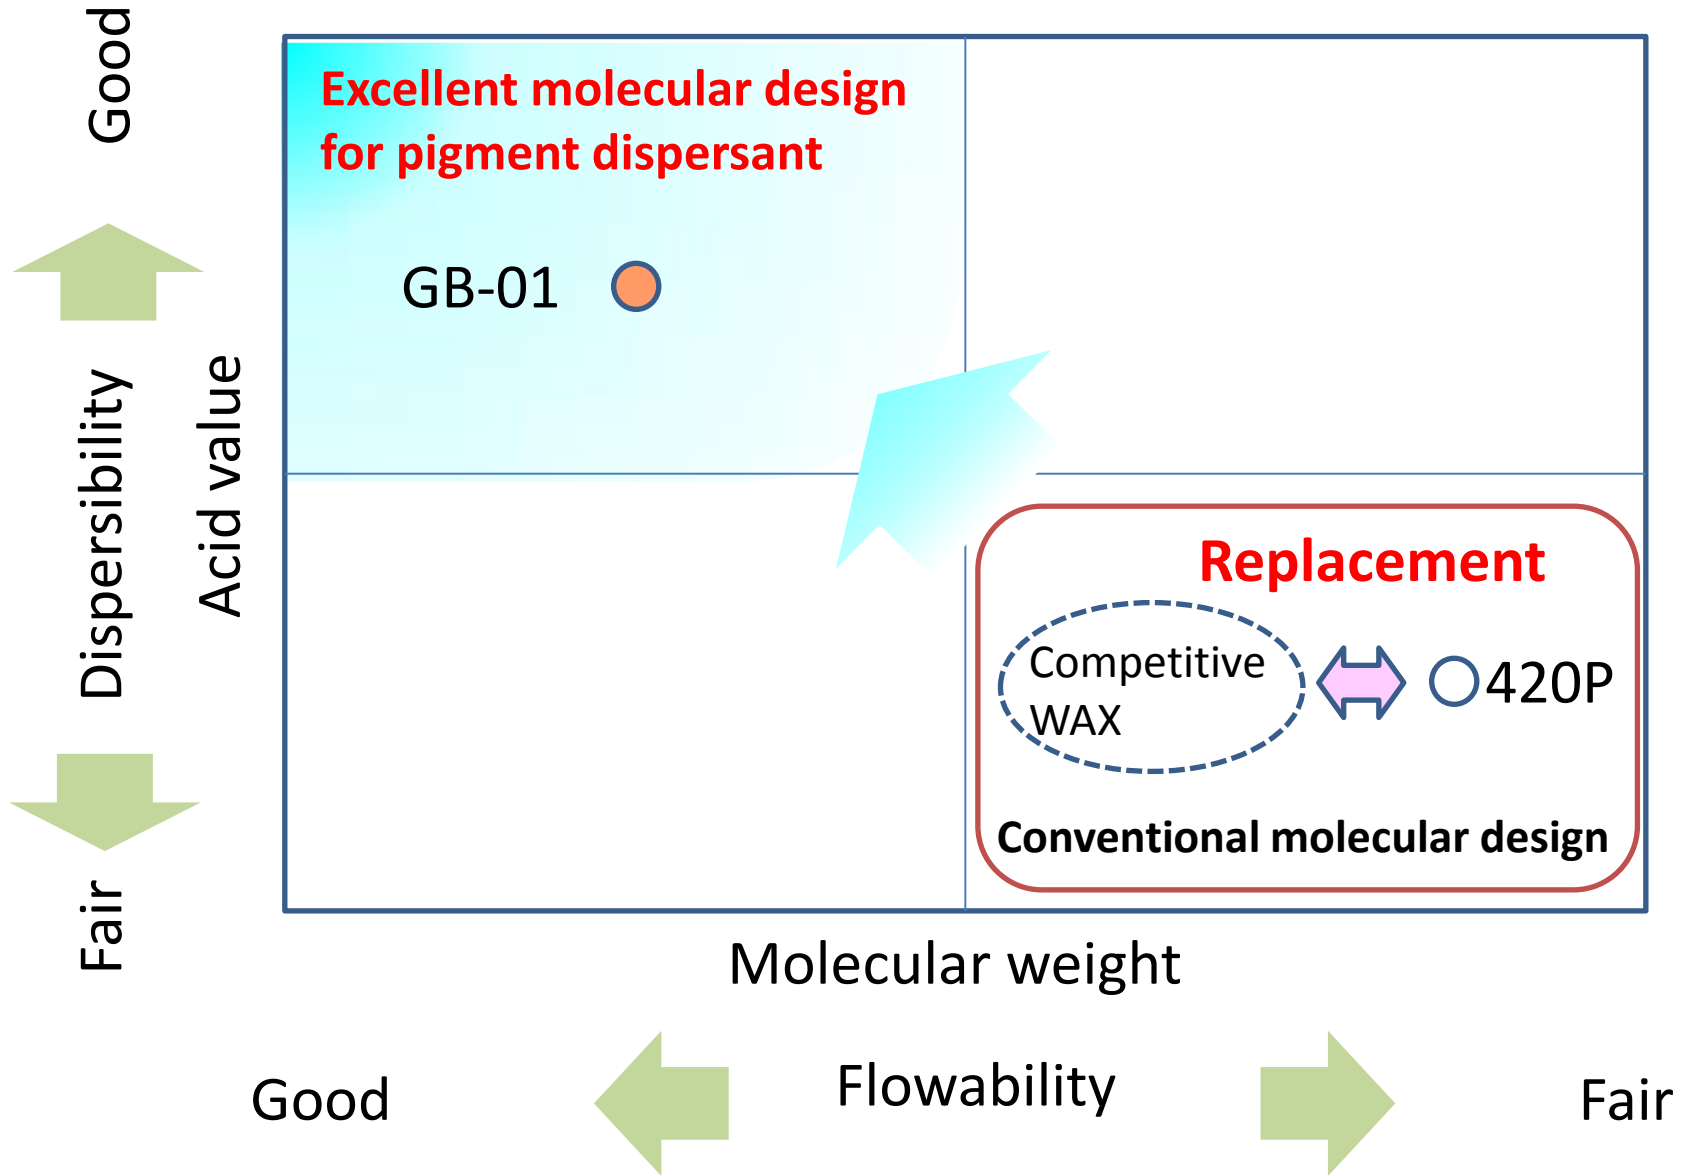 Good
Dispersibility
Fair
Acid value
Excellent molecular design
for pigment dispersant
GB-01
Replacement
Competitive
WAX
420P
Conventional molecular design
Molecular weight
Good
Flowability
Fair